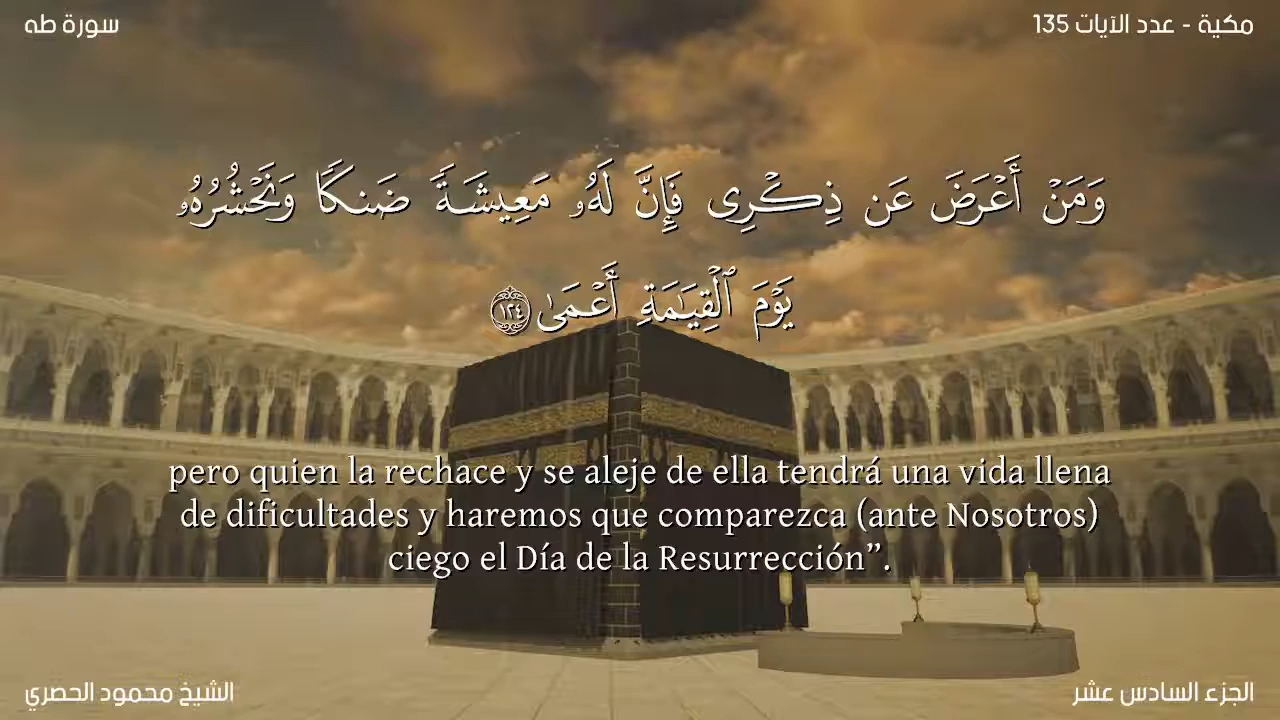 مكية - عدد الآيات 135
سورة طه
وَمَنْ أَعْرَضَ عَن ذِكْرِى فَإِنَّ لَهُۥ مَعِيشَةً ضَنكًا وَنَحْشُرُهُۥ
يَوْمَ ٱلْقِيَـٰمَةِ أَعْمَىٰ ١٢٤
pero quien la rechace y se aleje de ella tendrá una vida llena
de dificultades y haremos que comparezca (ante Nosotros)
ciego el Día de la Resurrección”.
الجزء السادس عشر
الشيخ محمود الحصري